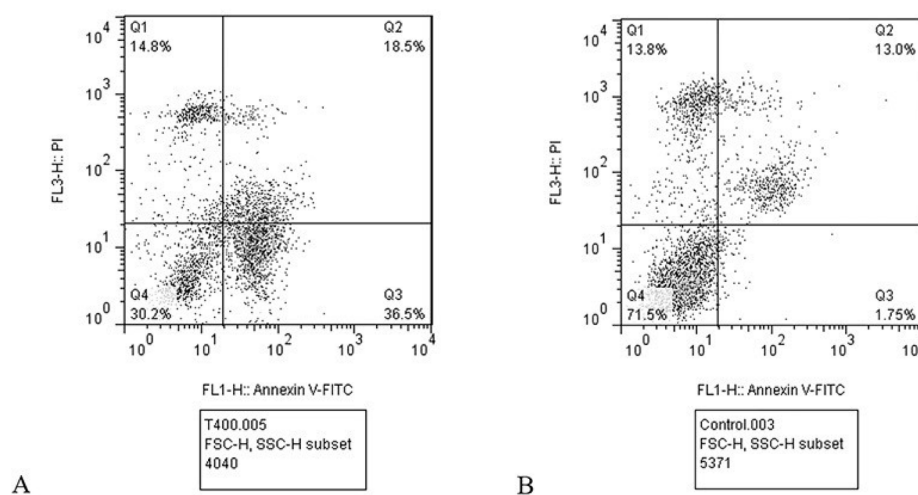 Q1
14.8%
Q2
18.5%
Q4
30.2%
Q3
36.5%
10^4
10^3
10^2
10^1
10^0
FL3-H:: PI
10^0 10^1 10^2 10^3 10^4
FL1-H:: Annexin V-FITC
T400.005
FSC-H, SSC-H subset
4040
A
Q1
13.8%
Q2
13.0%
Q4
71.5%
Q3
1.75%
10^4
10^3
10^2
10^1
10^0
FL3-H:: PI
10^0 10^1 10^2 10^3 10^4
FL1-H:: Annexin V-FITC
Control.003
FSC-H, SSC-H subset
5371
B